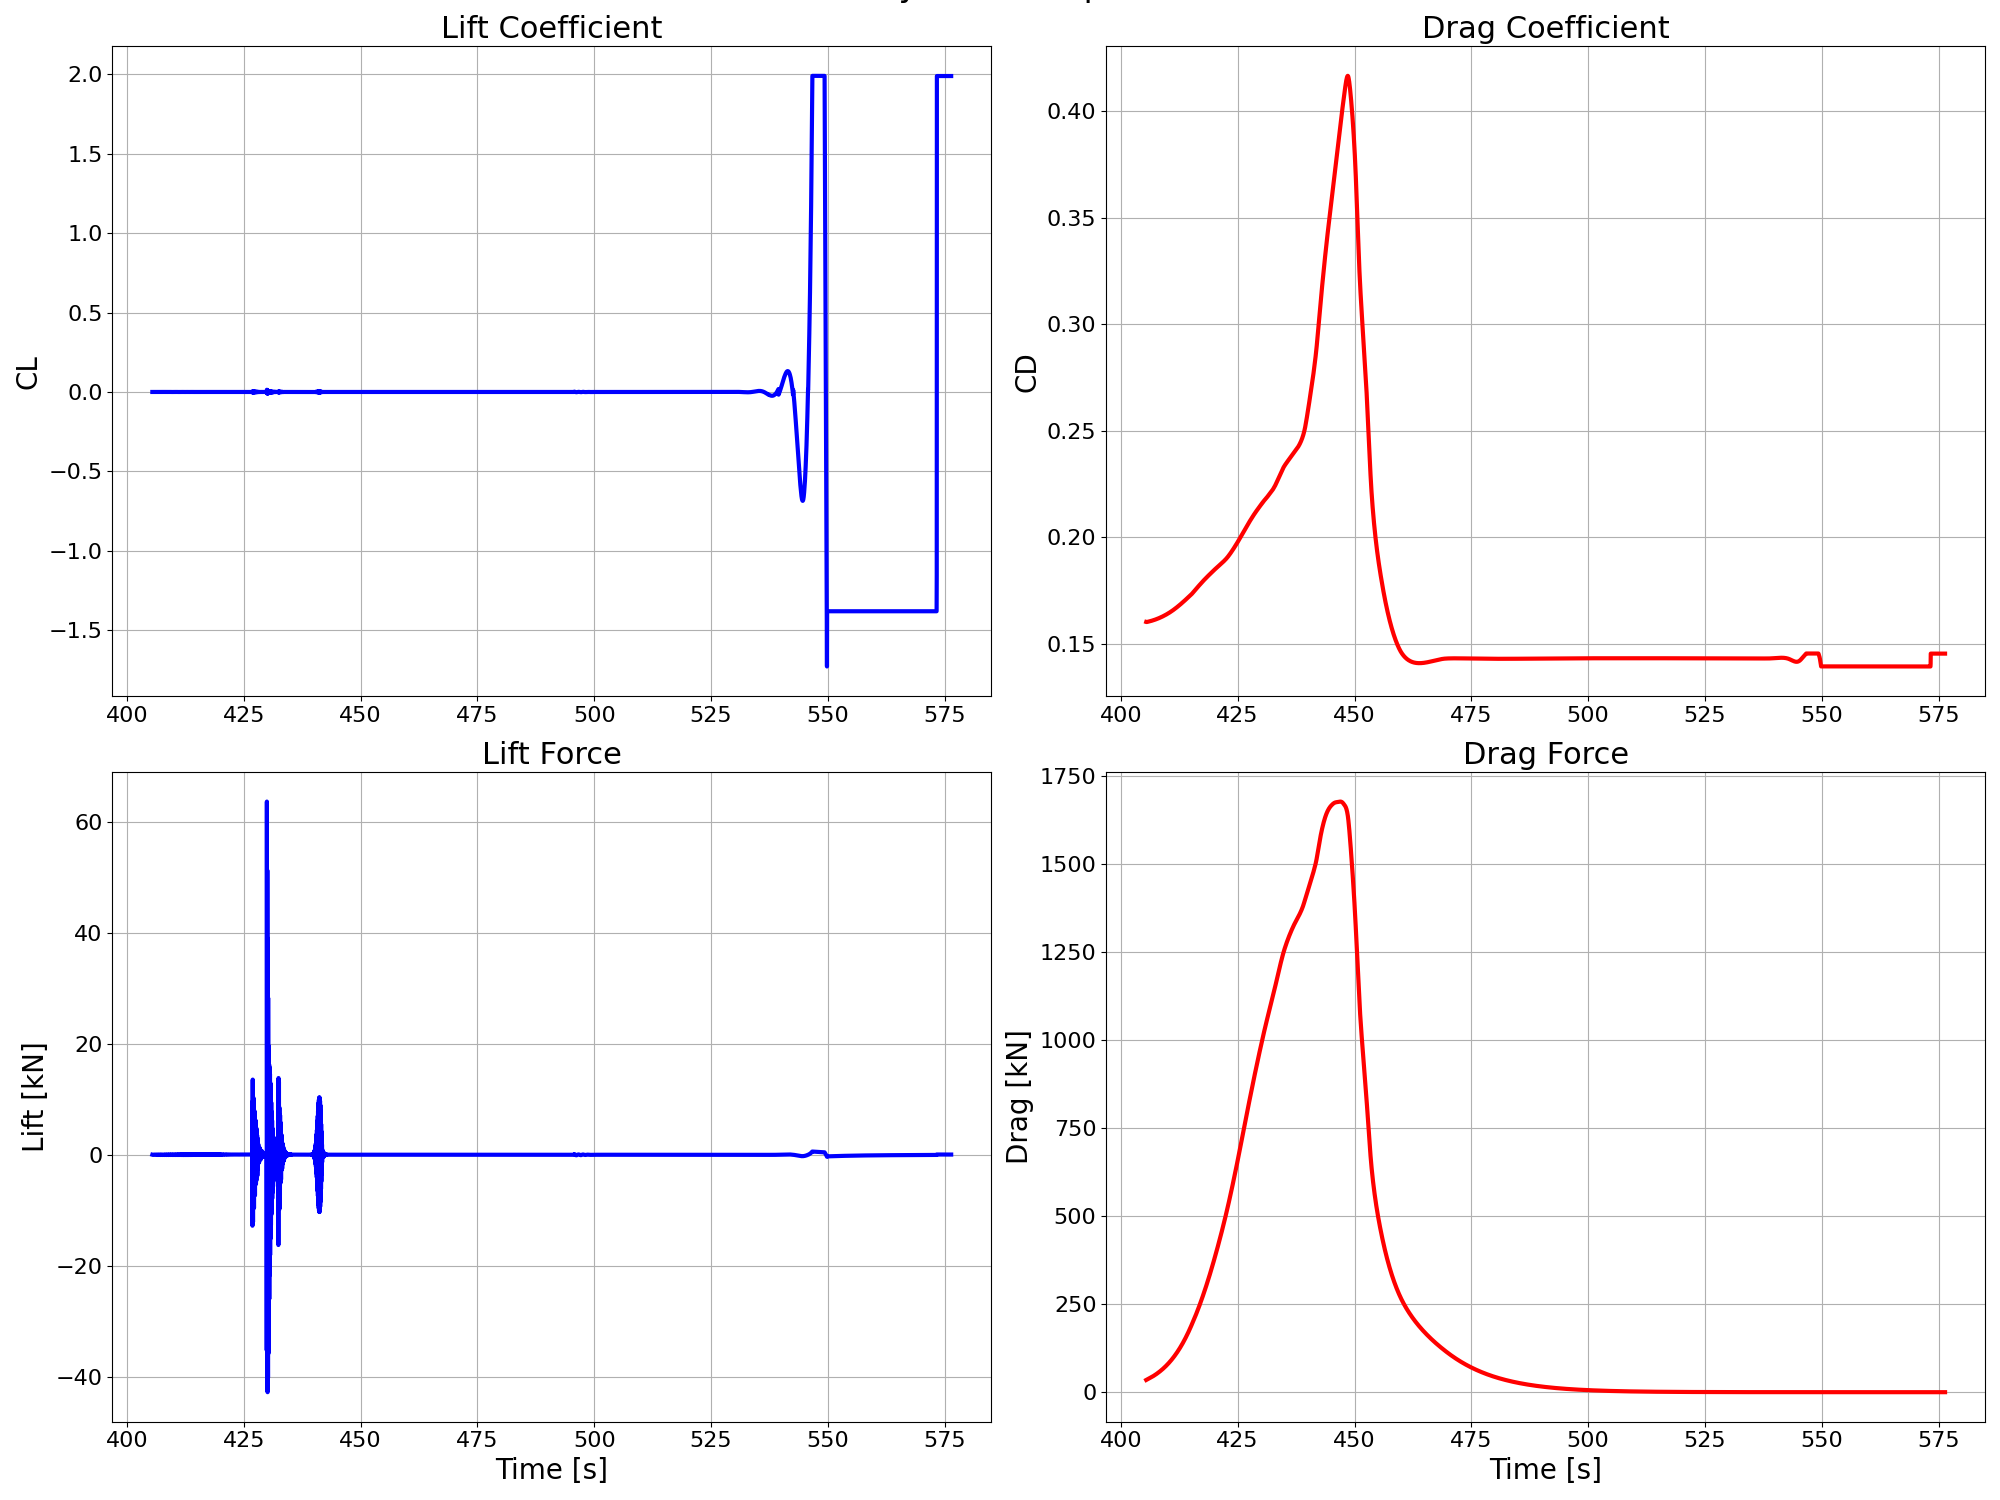 Lift Coefficient
Drag Coefficient
2.0
1.5
1.0
0.5
0.0
−0.5
−1.0
−1.5
CL
400 425 450 475 500 525 550 575
0.40
0.35
0.30
0.25
0.20
0.15
CD
400 425 450 475 500 525 550 575
Lift Force
Drag Force
60
40
20
0
−20
−40
Lift [kN]
400 425 450 475 500 525 550 575
Time [s]
1750
1500
1250
1000
750
500
250
0
Drag [kN]
400 425 450 475 500 525 550 575
Time [s]